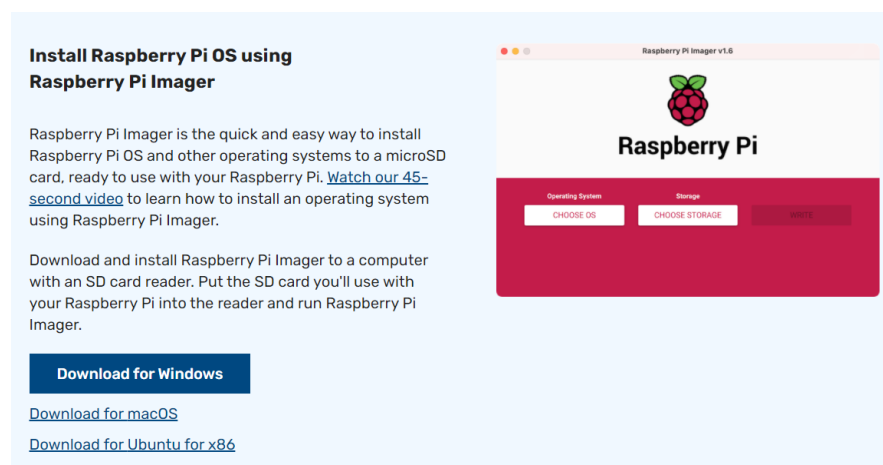 Install Raspberry Pi OS using
Raspberry Pi Imager
Raspberry Pi Imager is the quick and easy way to install
Raspberry Pi OS and other operating systems to a microSD
card, ready to use with your Raspberry Pi. Watch our 45-
second video to learn how to install an operating system
using Raspberry Pi Imager.
Download and install Raspberry Pi Imager to a computer
with an SD card reader. Put the SD card you'll use with
your Raspberry Pi into the reader and run Raspberry Pi
Imager.
Download for Windows
Download for macOS
Download for Ubuntu for x86
Raspberry Pi Imager v1.6
Raspberry Pi
Operating System
Storage
CHOOSE OS
CHOOSE STORAGE
WRITE